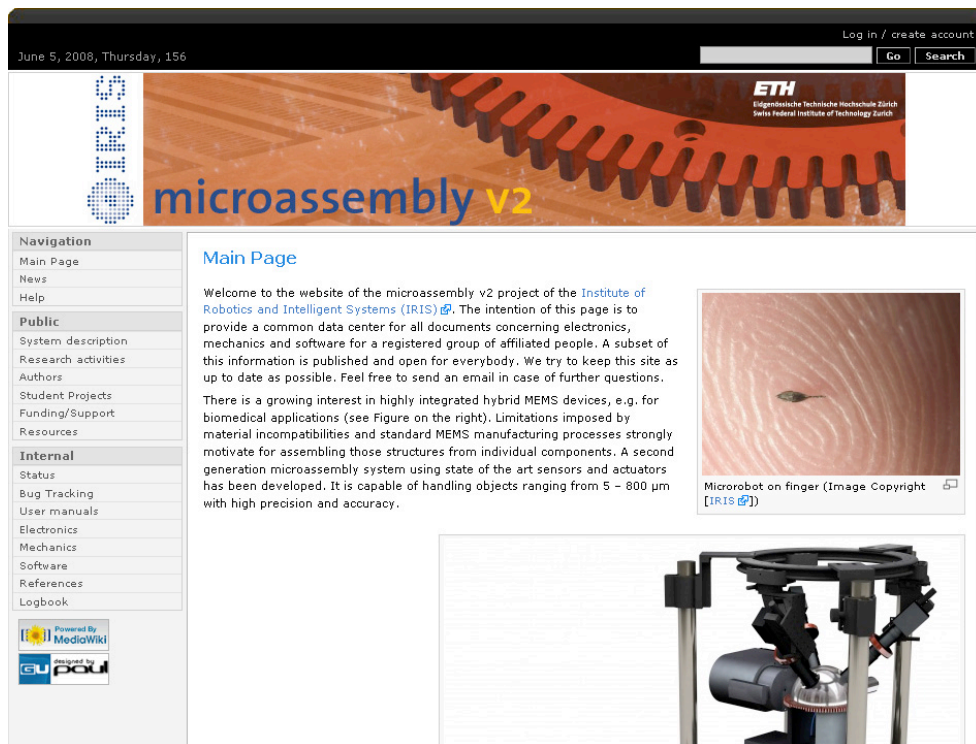 Log in / create account
June 5, 2008, Thursday, 156
Go Search
IRIS
ETH
Eidgenössische Technische Hochschule Zürich
Swiss Federal Institute of Technology Zurich
microassembly v2
Navigation
Main Page
News
Help
Public
System description
Research activities
Authors
Student Projects
Funding/Support
Resources
Internal
Status
Bug Tracking
User manuals
Electronics
Mechanics
Software
References
Logbook
Powered By
MediaWiki
GU designed by
paul
Main Page
Welcome to the website of the microassembly v2 project of the Institute of
Robotics and Intelligent Systems (IRIS). The intention of this page is to
provide a common data center for all documents concerning electronics,
mechanics and software for a registered group of affiliated people. A subset
of this information is published and open for everybody. We try to keep this site as
up to date as possible. Feel free to send an email in case of further questions.
There is a growing interest in highly integrated hybrid MEMS devices, e.g. for
biomedical applications (see Figure on the right). Limitations imposed by
material incompatibilities and standard MEMS manufacturing processes strongly
motivate for assembling those structures from individual components. A second
generation microassembly system using state of the art sensors and actuators
has been developed. It is capable of handling objects ranging from 5 – 800 µm
with high precision and accuracy.
Microrobot on finger (Image Copyright
[IRIS])